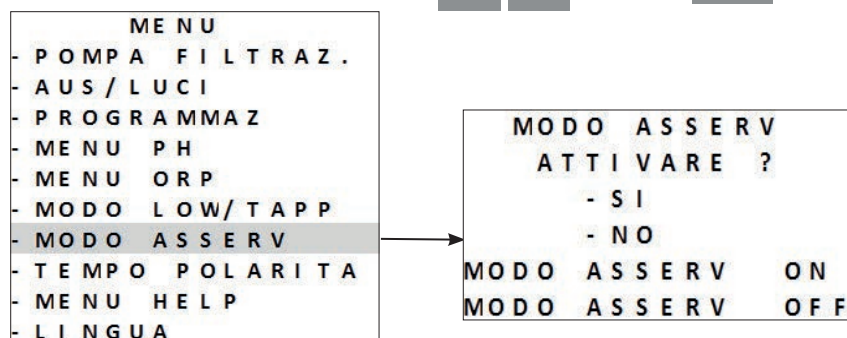 MENU
- POMPA FILTRAZ.
- AUS/LUCI
- PROGRAMMAZ
- MENU PH
- MENU ORP
- MODO LOW/TAPP
- MODO ASSERV
- TEMPO POLARITA
- MENU HELP
- LINGUA
MODO ASSERV
ATTIVARE ?
- SI
- NO
MODO ASSERV ON
MODO ASSERV OFF